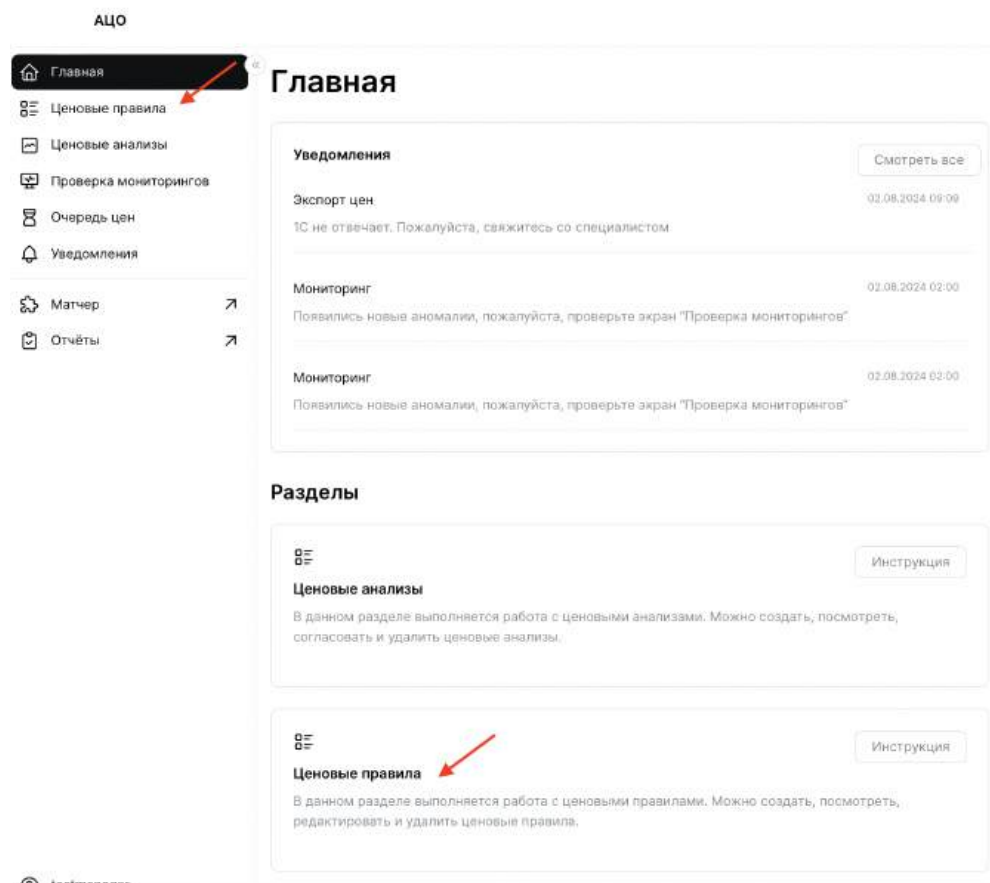 АЦО
Главная
Ценовые правила
Ценовые анализы
Проверка мониторингов
Очередь цен
Уведомления
Матчер
Отчёты
Главная
Уведомления
Смотреть все
Экспорт цен
02.08.2024 09:09
1С не отвечает. Пожалуйста, свяжитесь со специалистом
Мониторинг
02.08.2024 02:00
Появились новые аномалии, пожалуйста, проверьте экран "Проверка мониторингов"
Мониторинг
02.08.2024 02:00
Появились новые аномалии, пожалуйста, проверьте экран "Проверка мониторингов"
Разделы
Инструкция
Ценовые анализы
В данном разделе выполняется работа с ценовыми анализами. Можно создать, посмотреть,
согласовать и удалить ценовые анализы.
Инструкция
Ценовые правила
В данном разделе выполняется работа с ценовыми правилами. Можно создать, посмотреть,
редактировать и удалить ценовые правила.